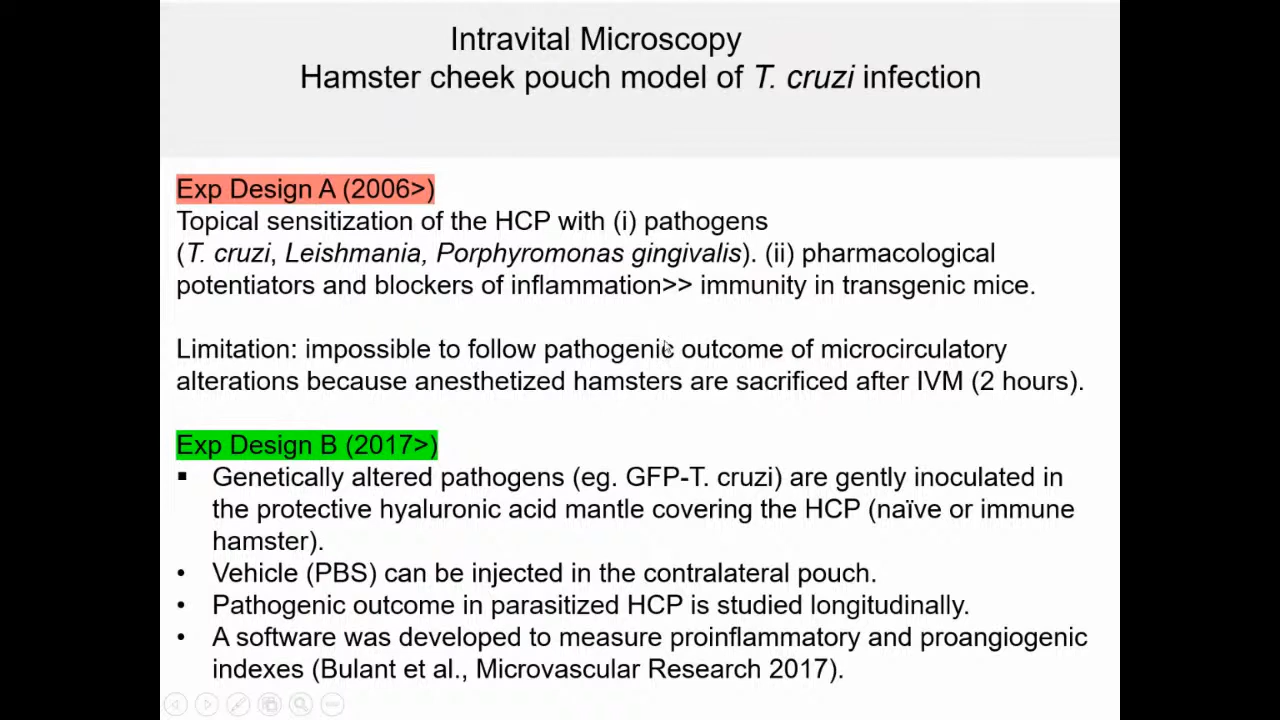 Intravital Microscopy
Hamster cheek pouch model of T. cruzi infection
Exp Design A (2006>)
Topical sensitization of the HCP with (i) pathogens
(T. cruzi, Leishmania, Porphyromonas gingivalis). (ii) pharmacological
potentiators and blockers of inflammation>> immunity in transgenic mice.
Limitation: impossible to follow pathogenic outcome of microcirculatory
alterations because anesthetized hamsters are sacrificed after IVM (2 hours).
Exp Design B (2017>)
▪ Genetically altered pathogens (eg. GFP-T. cruzi) are gently inoculated in
the protective hyaluronic acid mantle covering the HCP (naïve or immune
hamster).
• Vehicle (PBS) can be injected in the contralateral pouch.
• Pathogenic outcome in parasitized HCP is studied longitudinally.
• A software was developed to measure proinflammatory and proangiogenic
indexes (Bulant et al., Microvascular Research 2017).